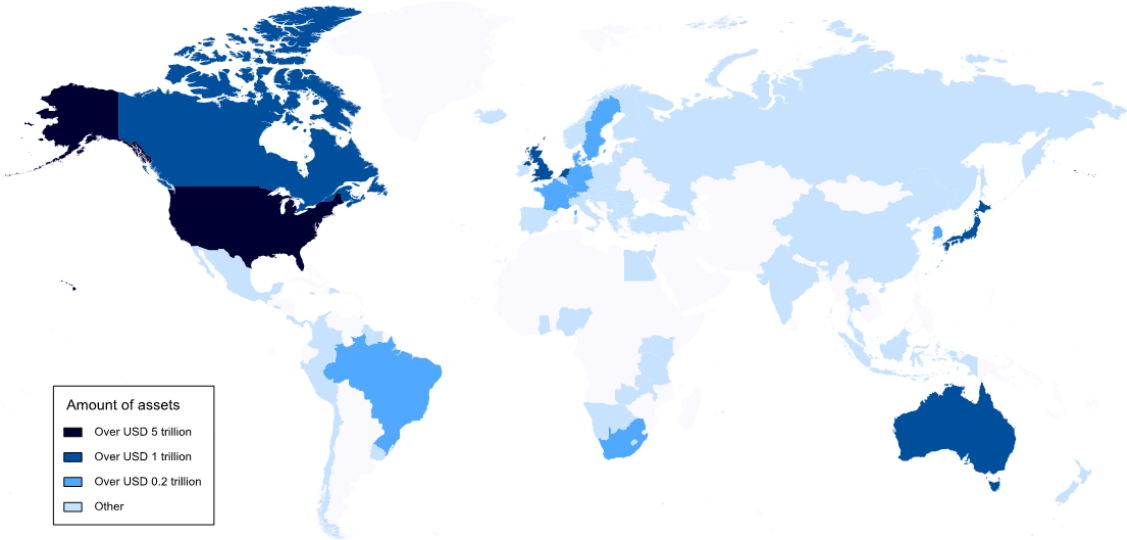 Amount of assets
Over USD 5 trillion
Over USD 1 trillion
Over USD 0.2 trillion
Other